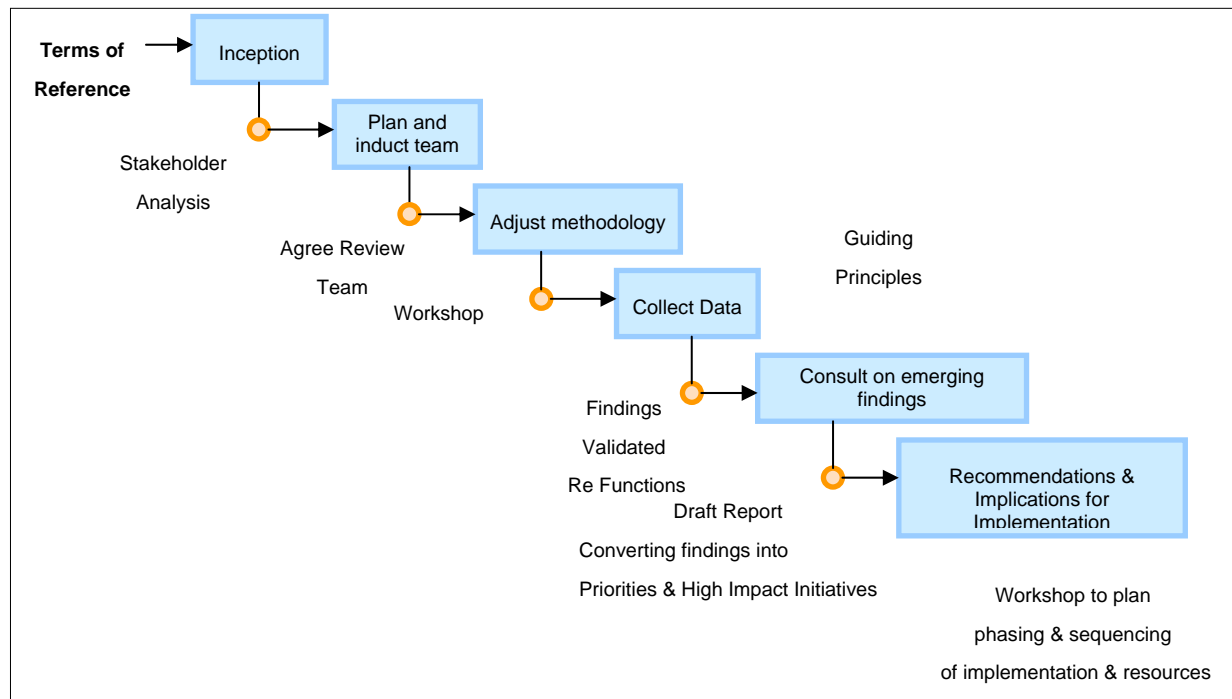 Terms of
Reference
Inception
Plan and
induct team
Stakeholder
Analysis
Adjust methodology
Agree Review
Team
Guiding
Principles
Workshop
Collect Data
Consult on emerging
findings
Findings
Validated
Re Functions
Recommendations &
Implications for
Implementation
Draft Report
Converting findings into
Priorities & High Impact Initiatives
Workshop to plan
phasing & sequencing
of implementation & resources